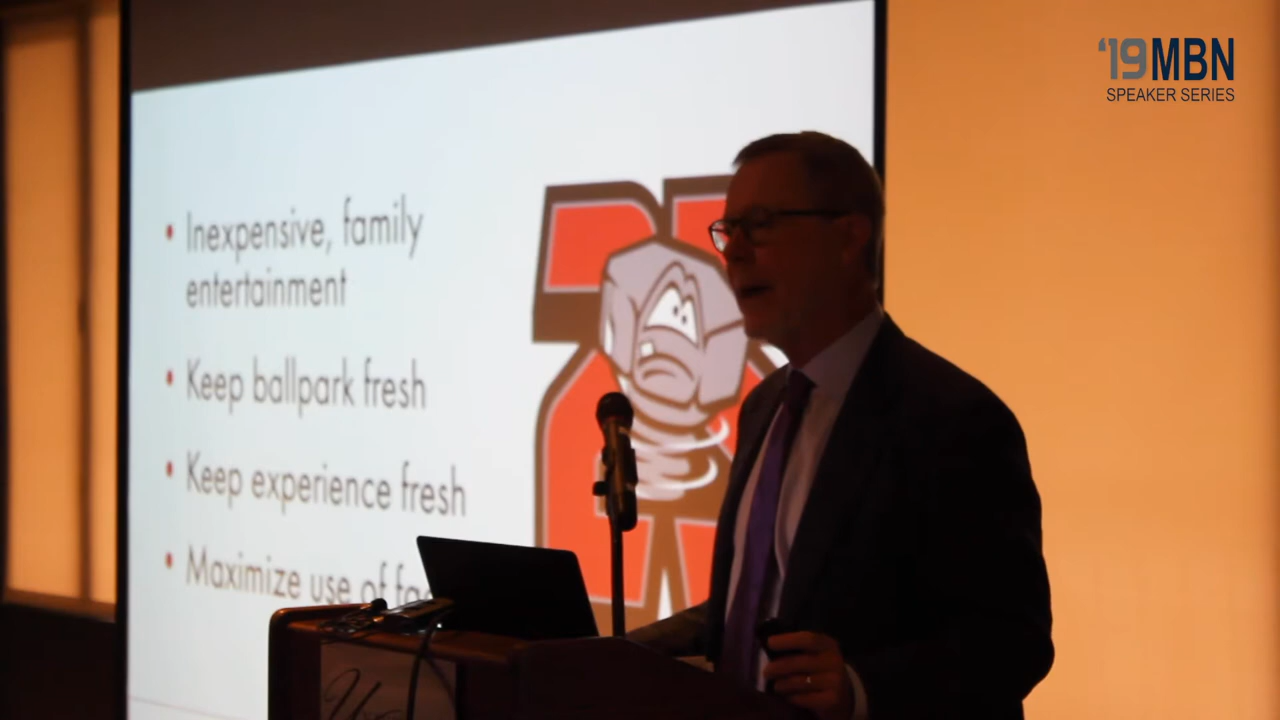 '19MBN
SPEAKER SERIES
• Inexpensive, family
entertainment
• Keep ballpark fresh
• Keep experience fresh
• Maximize use of